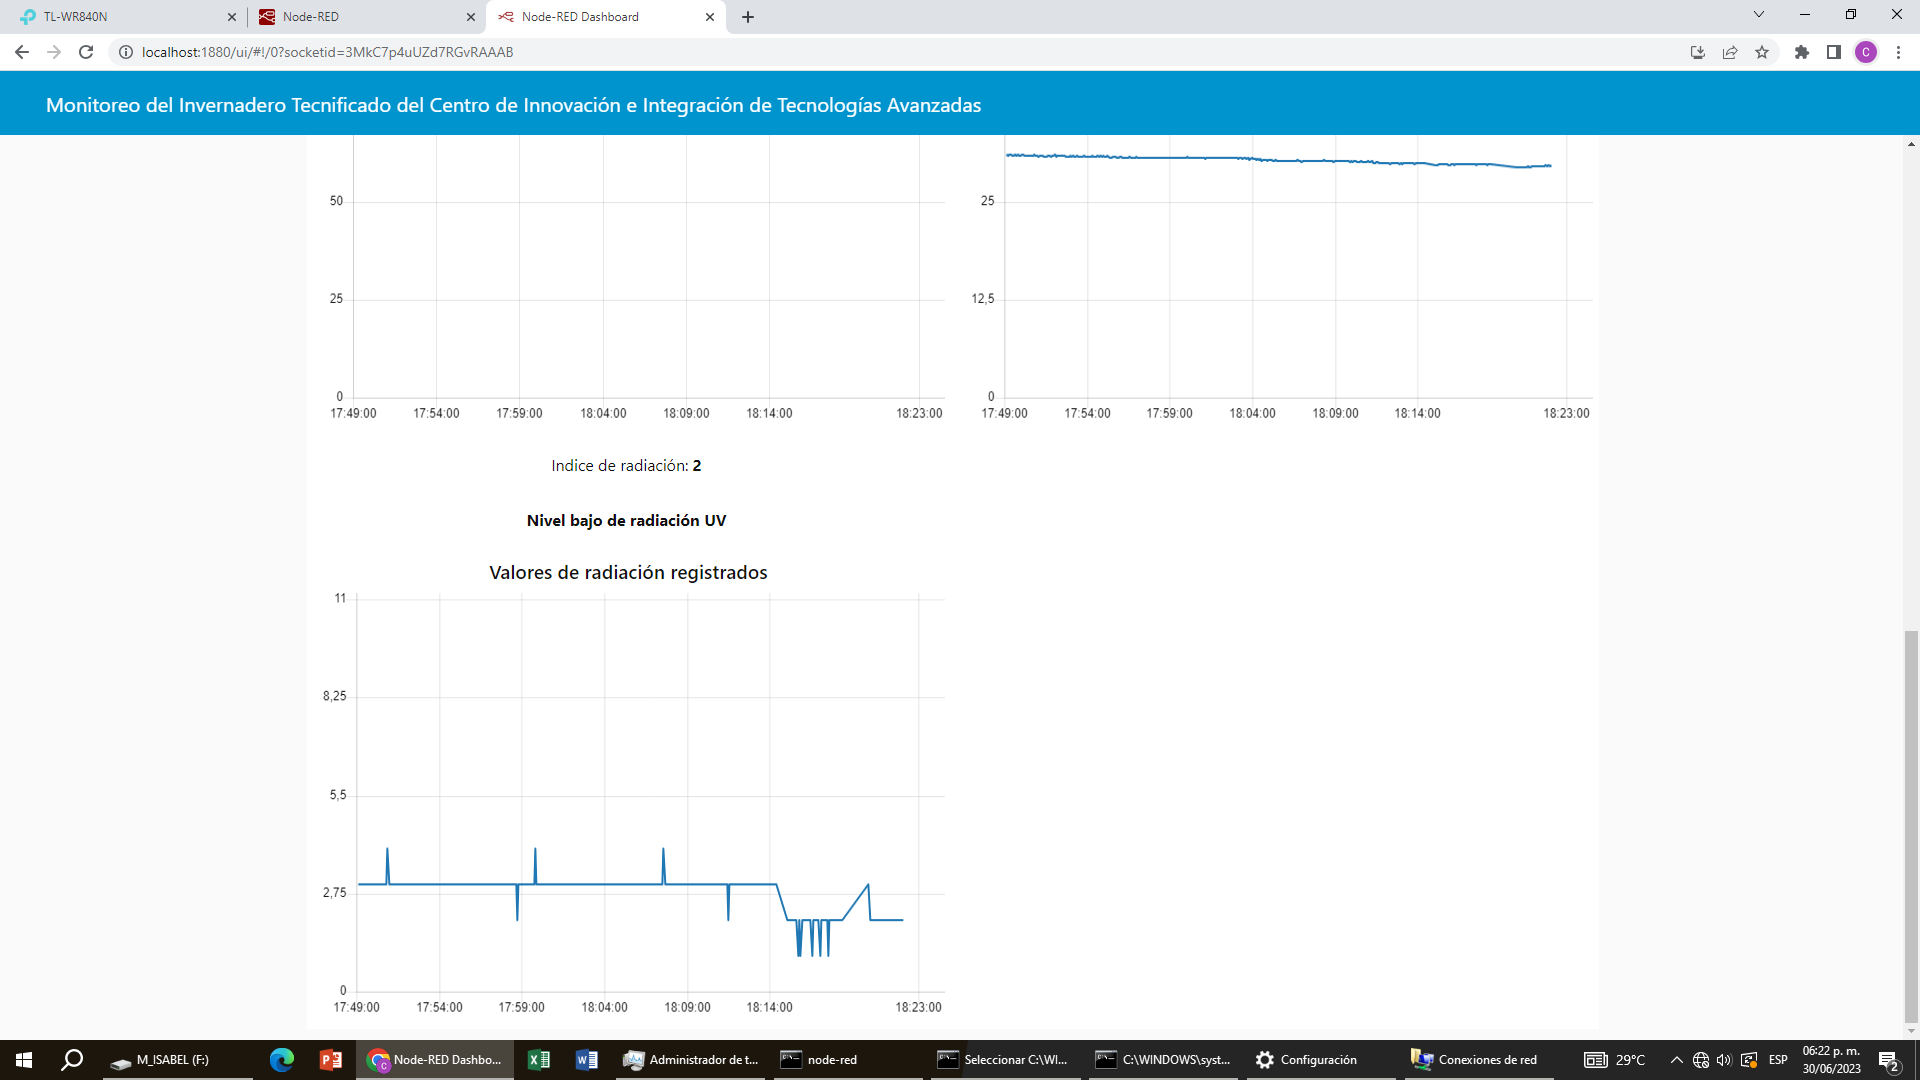 TL-WR840N
Node-RED
Node-RED Dashboard
localhost:1880/ui/#!/0?socketid=3MkC7p4uUZd7RGvRAAAB
C
Monitoreo del Invernadero Tecnificado del Centro de Innovación e Integración de Tecnologías Avanzadas
50
25
0
17:49:00 17:54:00 17:59:00 18:04:00 18:09:00 18:14:00 18:23:00
25
12,5
0
17:49:00 17:54:00 17:59:00 18:04:00 18:09:00 18:14:00 18:23:00
Indice de radiación: 2
Nivel bajo de radiación UV
Valores de radiación registrados
11
8,25
5,5
2,75
0
17:49:00 17:54:00 17:59:00 18:04:00 18:09:00 18:14:00 18:23:00
M_ISABEL (F:)
Node-RED Dashbo...
Administrador de t...
node-red
Seleccionar C:\WI...
C:\WINDOWS\syst...
Configuración
Conexiones de red
29°C
ESP
06:22 p. m.
30/06/2023
2